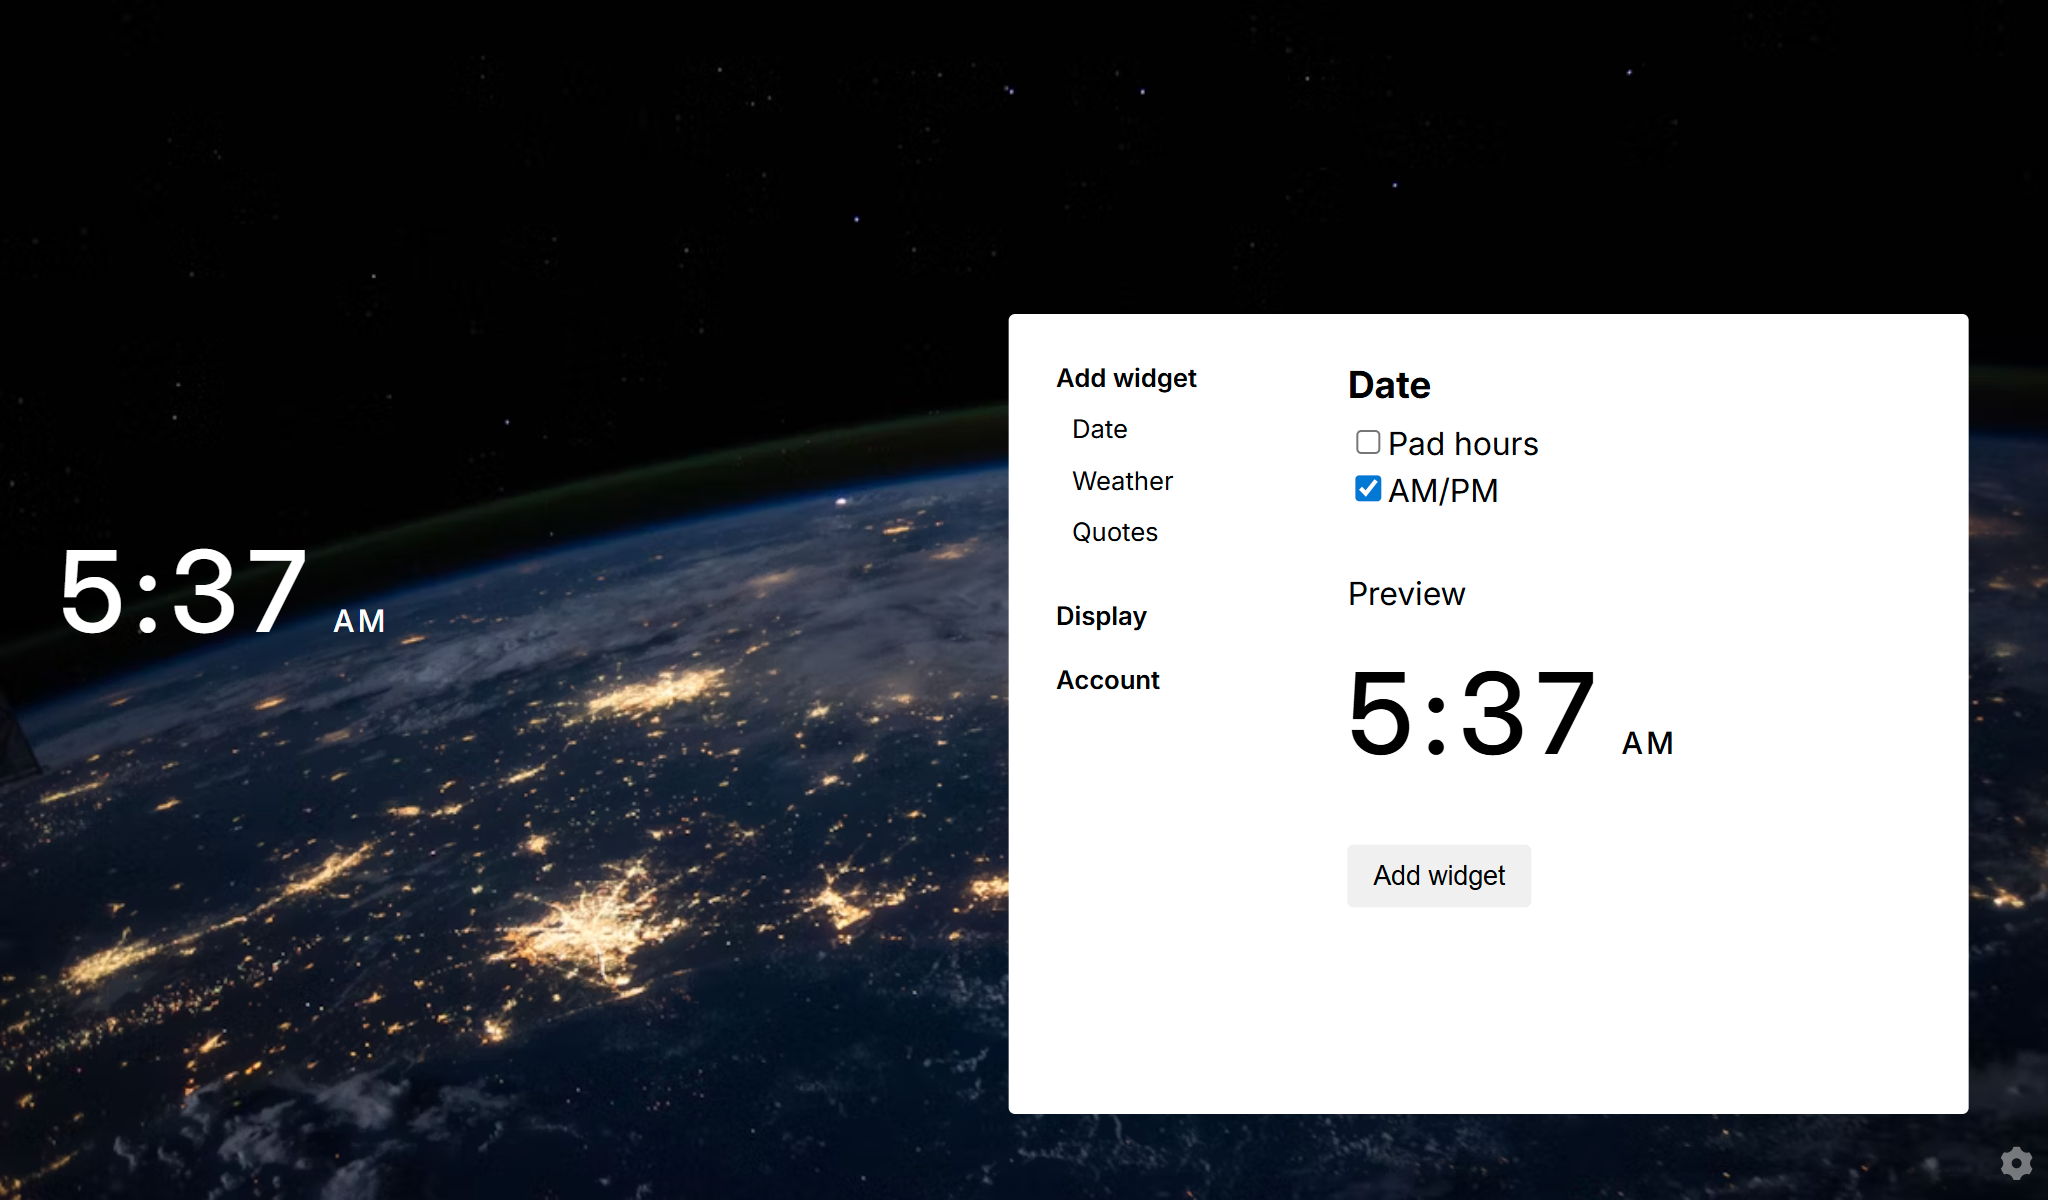 5:37 AM
Add widget
Date
Weather
Quotes
Display
Account
Date
Pad hours
AM/PM
Preview
5:37 AM
Add widget